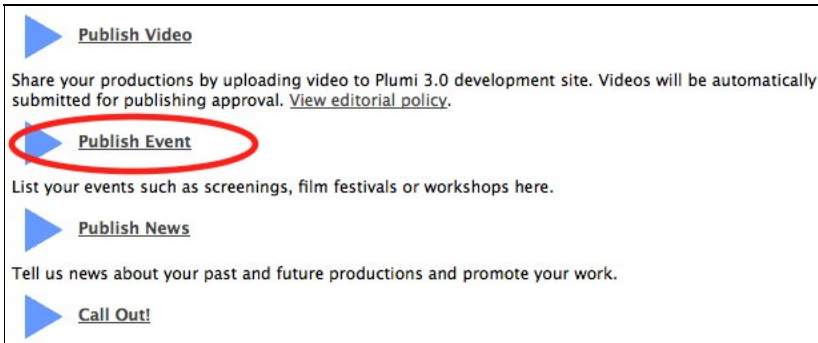 Publish Video
Share your productions by uploading video to Plumi 3.0 development site. Videos will be automatically
submitted for publishing approval. View editorial policy.
Publish Event
List your events such as screenings, film festivals or workshops here.
Publish News
Tell us news about your past and future productions and promote your work.
Call Out!